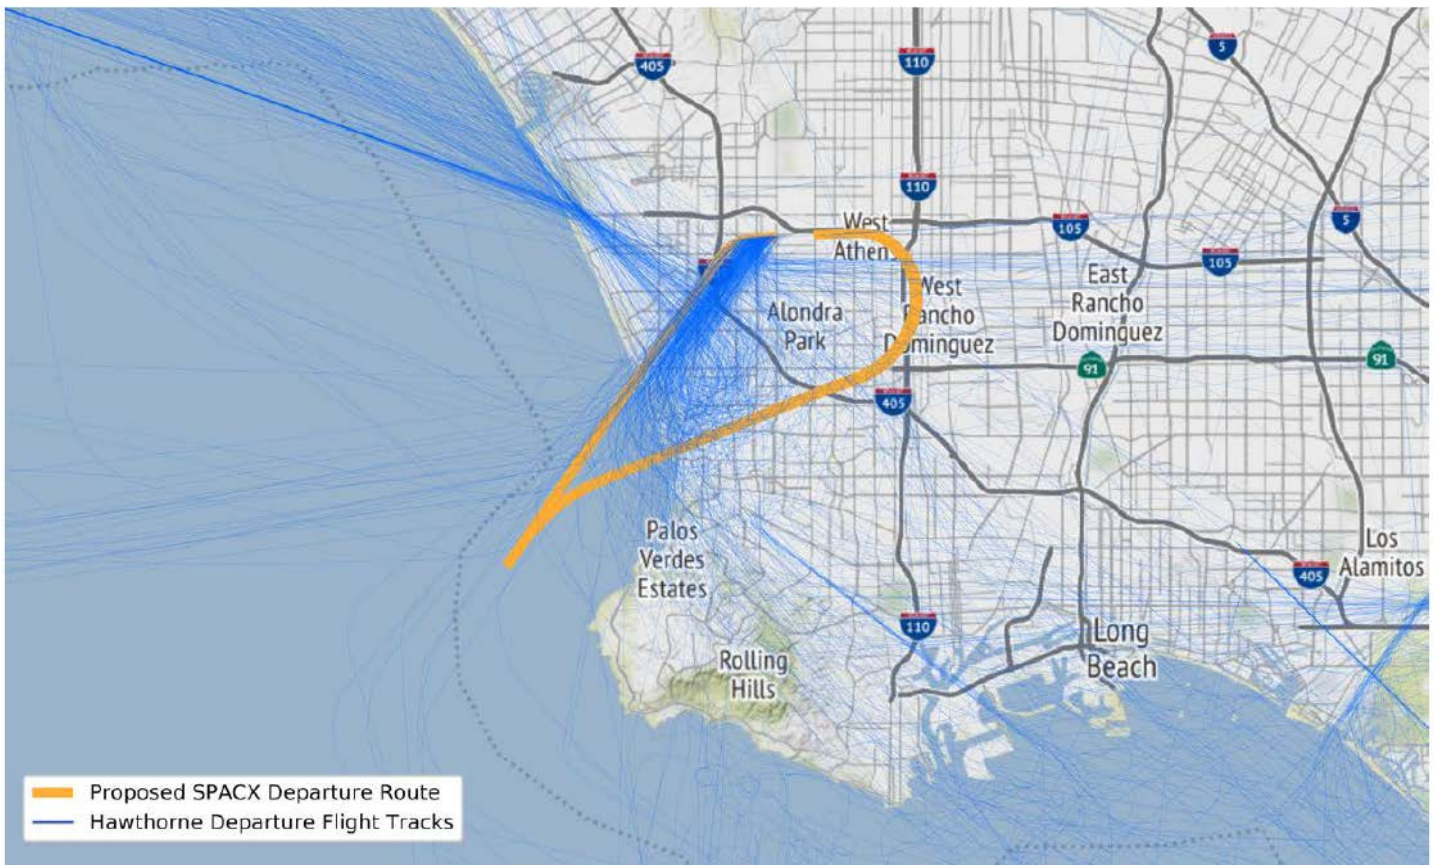 405
110
5
110
West
Athens
105
5
105
West
Rancho
Dominguez
East
Rancho
Dominguez
Alondra
Park
91
91
405
Palos
Verdes
Estates
Los
Alamitos
405
110
Long
Beach
Rolling
Hills
Proposed SPACX Departure Route
Hawthorne Departure Flight Tracks